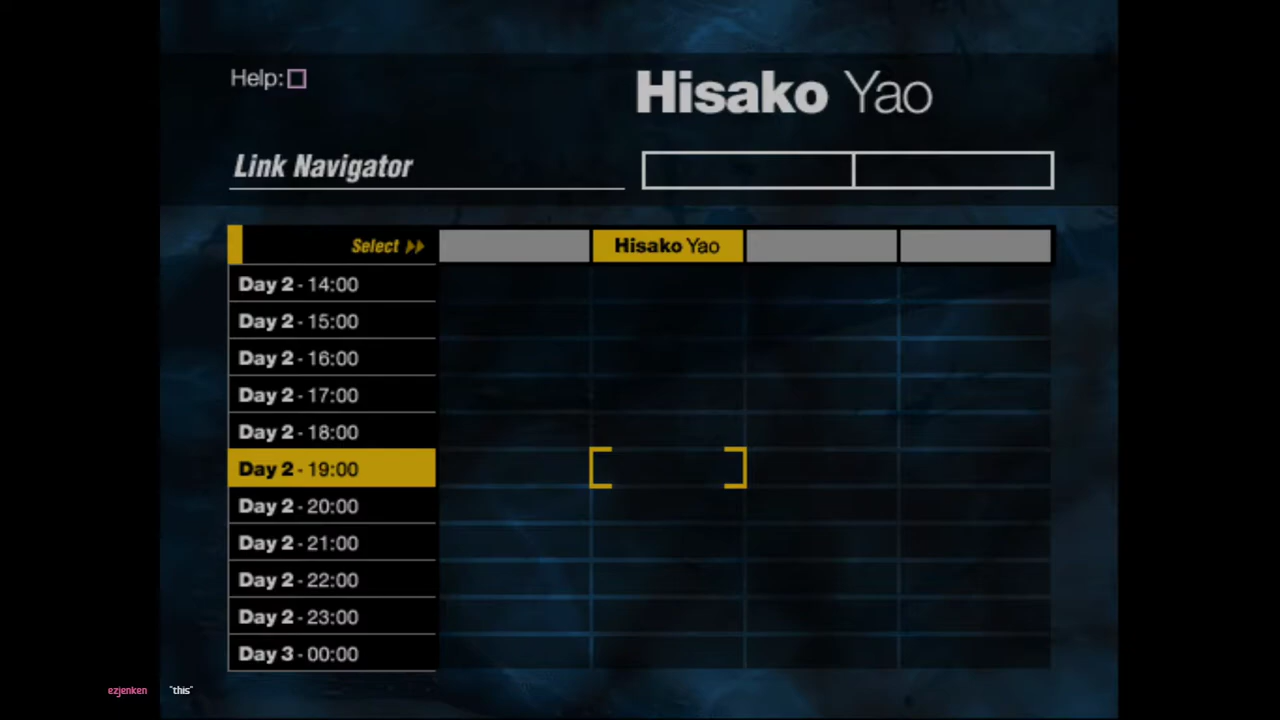 Help:
Hisako Yao
Link Navigator
Select
Hisako Yao
Day 2 - 14:00
Day 2 - 15:00
Day 2 - 16:00
Day 2 - 17:00
Day 2 - 18:00
Day 2 - 19:00
Day 2 - 20:00
Day 2 - 21:00
Day 2 - 22:00
Day 2 - 23:00
Day 3 - 00:00
ezjenken "this"